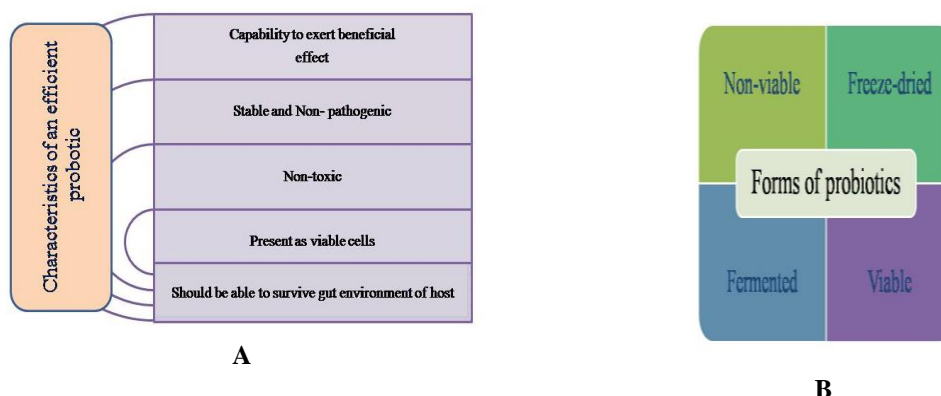 Characteristics of an efficient
probotic
Capability to exert beneficial
effect
Stable and Non- pathogenic
Non-toxic
Present as viable cells
Should be able to survive gut environment of host
A
Non-viable
Freeze-dried
Forms of probiotics
Fermented
Viable
B